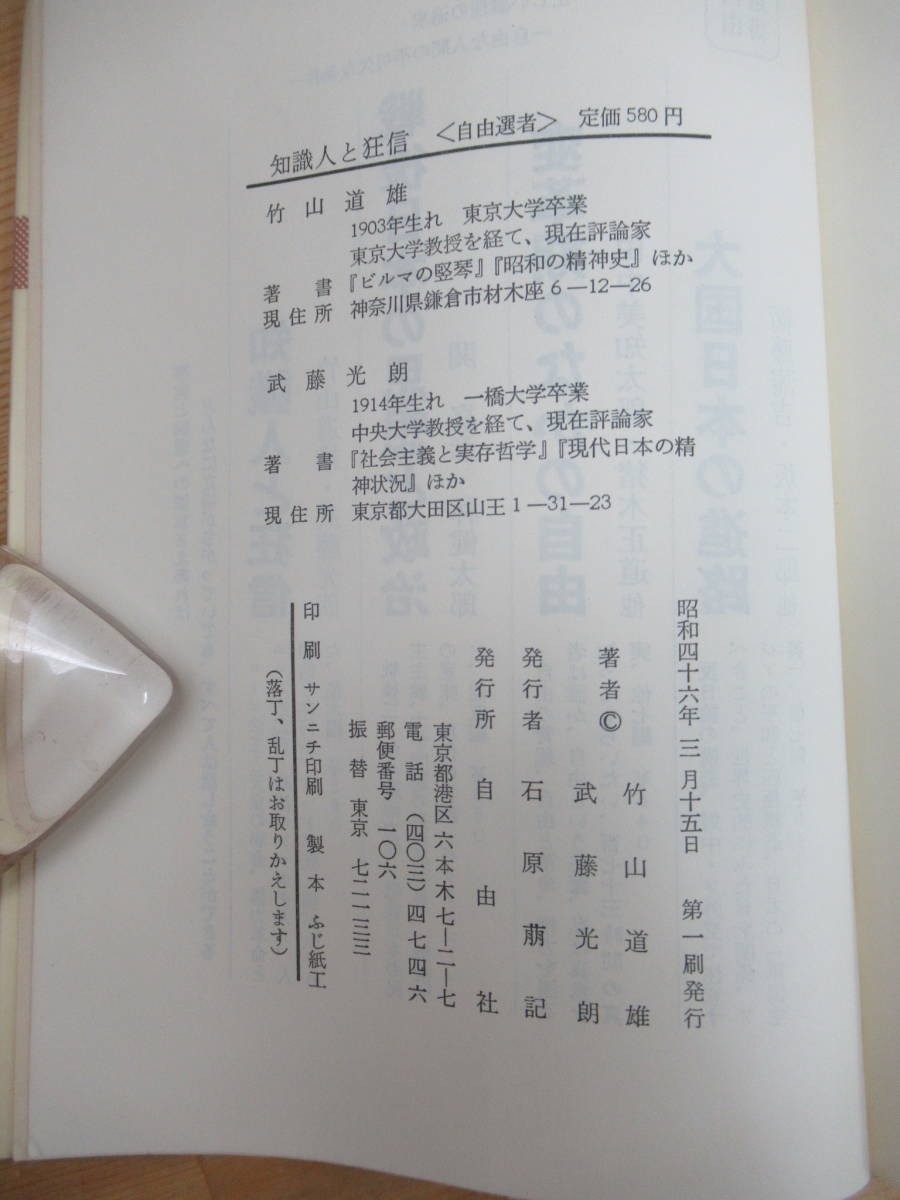 知識人と狂信 〈自由選者〉 定価580円
竹山道雄
1903年生れ 東京大学卒業
東京大学教授を経て、現在評論家
著書 『ビルマの竪琴』『昭和の精神史』ほか
現住所 神奈川県鎌倉市材木座6―12―26
武藤光朗
1914年生れ 一橋大学卒業
中央大学教授を経て、現在評論家
著書 『社会主義と実存哲学』『現代日本の精
神状況』ほか
現住所 東京都大田区山王1―31―23
昭和四十六年三月十五日 第一刷発行
著者© 竹山道雄
武藤光朗
発行者 石原萠記
発行所 自由社
東京都港区六本木七―二―七
電話 (四〇三)四七四六
郵便番号 一〇六
振替 東京 七二一三三
印刷 サンニチ印刷 製本 ふじ紙工
(落丁、乱丁はお取りかえします)
大国日本の進路